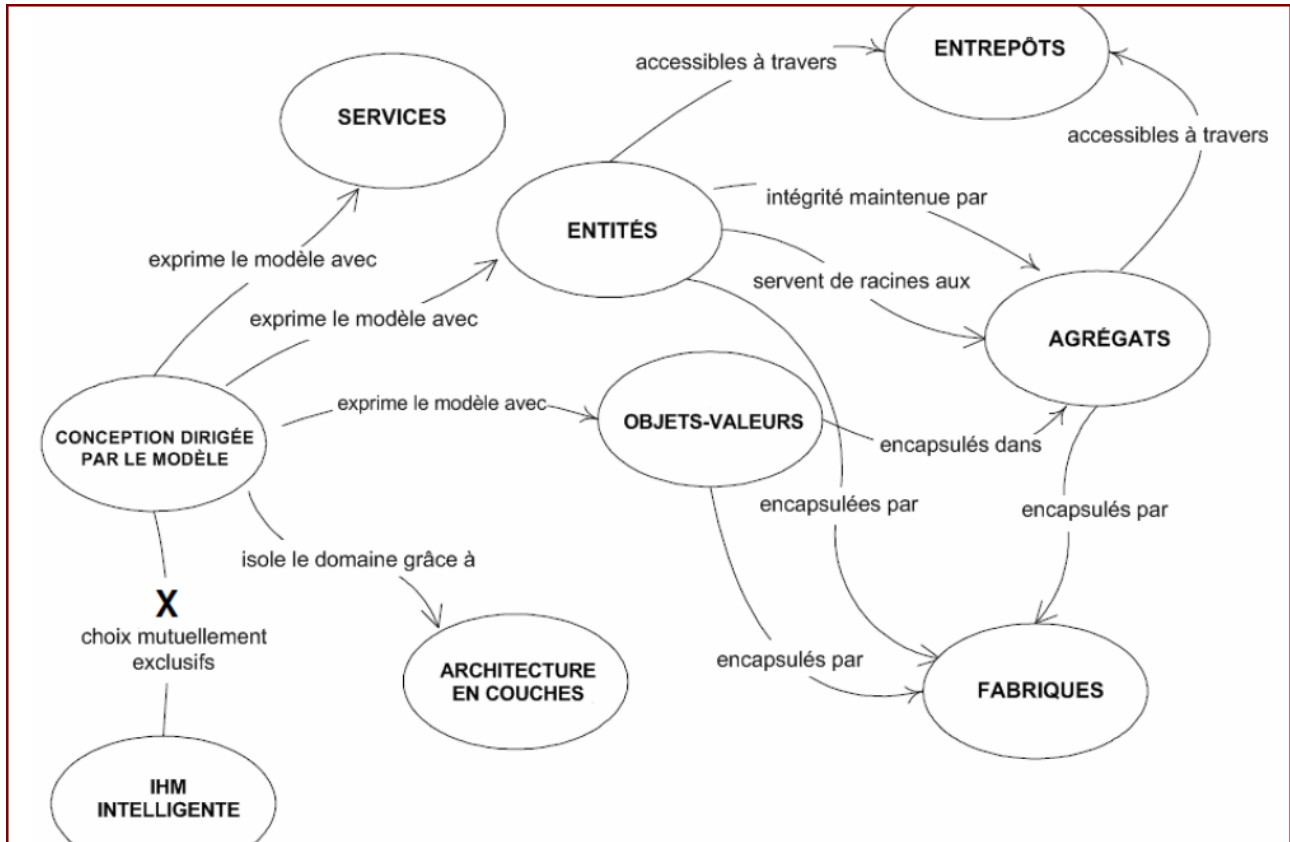 ENTREPÔTS
accessibles à travers
SERVICES
accessibles à travers
intégrité maintenue par
ENTITÉS
exprime le modèle avec
servent de racines aux
exprime le modèle avec
AGRÉGATS
exprime le modèle avec
OBJETS-VALEURS
CONCEPTION DIRIGÉE
PAR LE MODÈLE
encapsulés dans
encapsulées par
encapsulés par
isole le domaine grâce à
X
choix mutuellement
exclusifs
encapsulés par
ARCHITECTURE
EN COUCHES
FABRIQUES
IHM
INTELLIGENTE